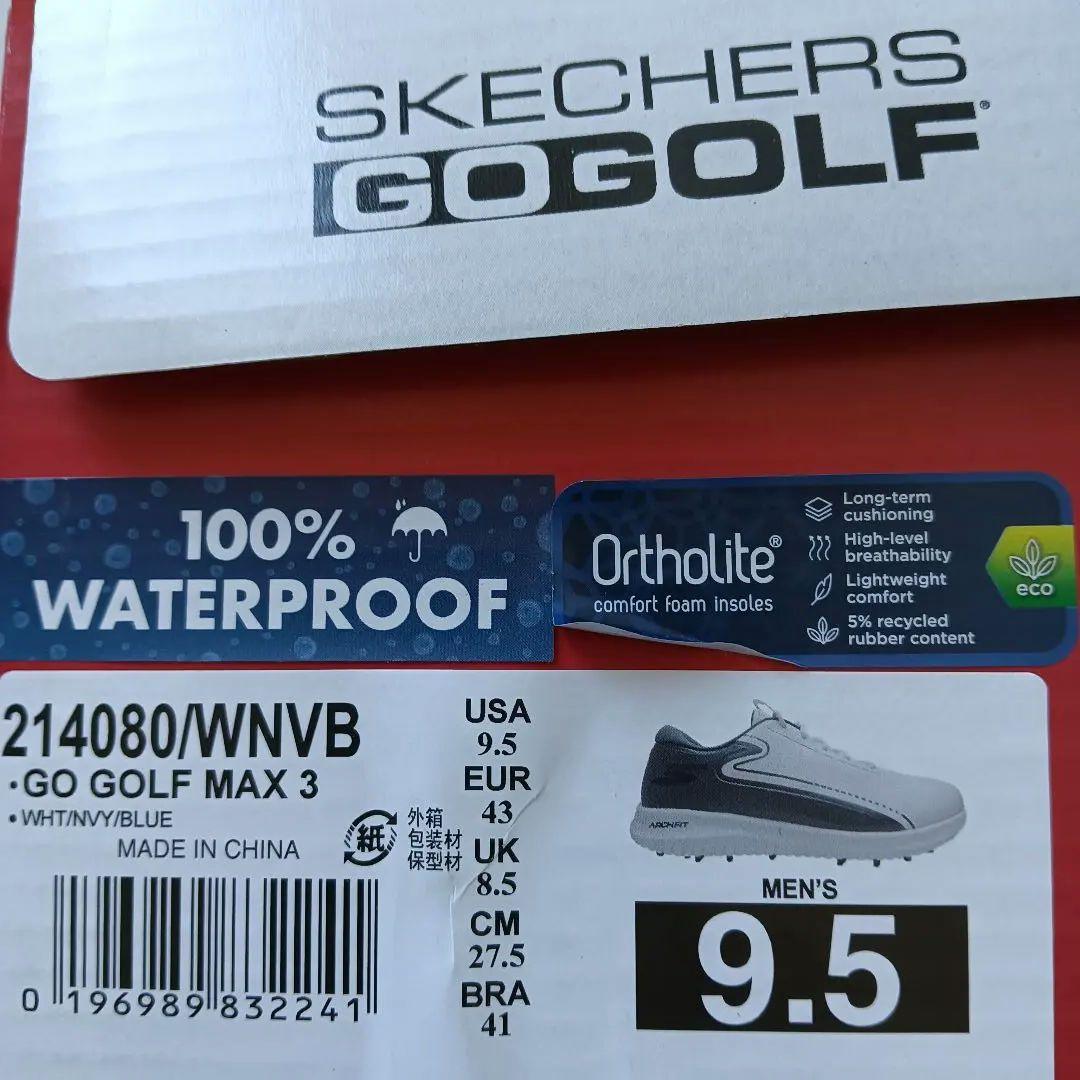 SKECHERS
GOGOLF®
100%
WATERPROOF
Ortholite®
comfort foam insoles
Long-term
cushioning
High-level
breathability
Lightweight
comfort
5% recycled
rubber content
eco
214080/WNVB
•GO GOLF MAX 3
•WHT/NVY/BLUE
MADE IN CHINA
紙
外箱
包装材
保型材
0 196989 832241
USA
9.5
EUR
43
UK
8.5
CM
27.5
BRA
41
ARCHFIT
MEN'S
9.5